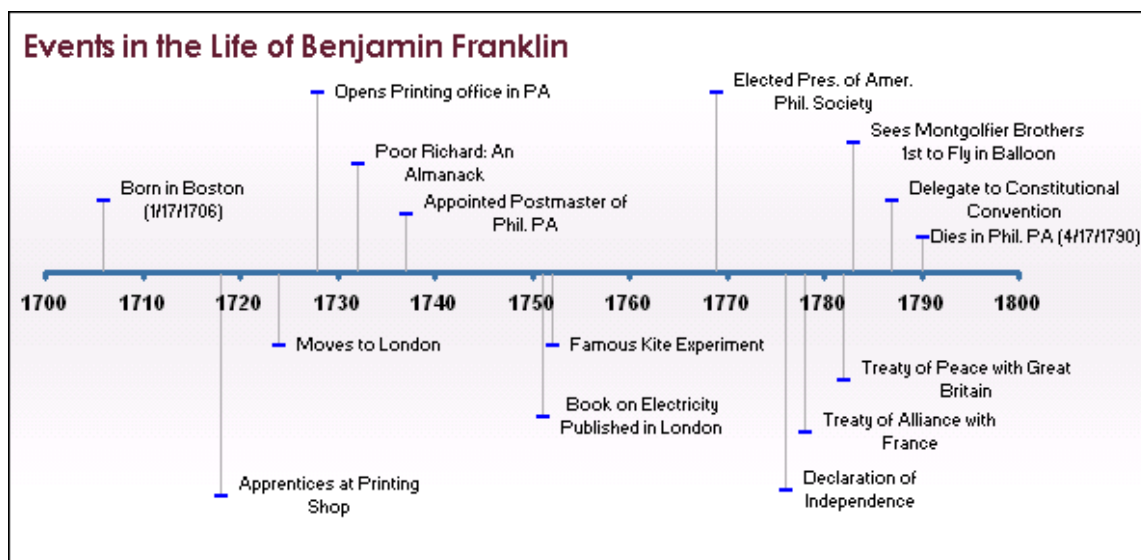 Events in the Life of Benjamin Franklin
Opens Printing office in PA
Elected Pres. of Amer.
Phil. Society
Sees Montgolfier Brothers
1st to Fly in Balloon
Poor Richard: An
Almanack
Born in Boston
(1/17/1706)
Appointed Postmaster of
Phil. PA
Delegate to Constitutional
Convention
Dies in Phil. PA (4/17/1790)
1700 1710 1720 1730 1740 1750 1760 1770 1780 1790 1800
Moves to London
Famous Kite Experiment
Treaty of Peace with Great
Britain
Book on Electricity
Published in London
Treaty of Alliance with
France
Apprentices at Printing
Shop
Declaration of
Independence